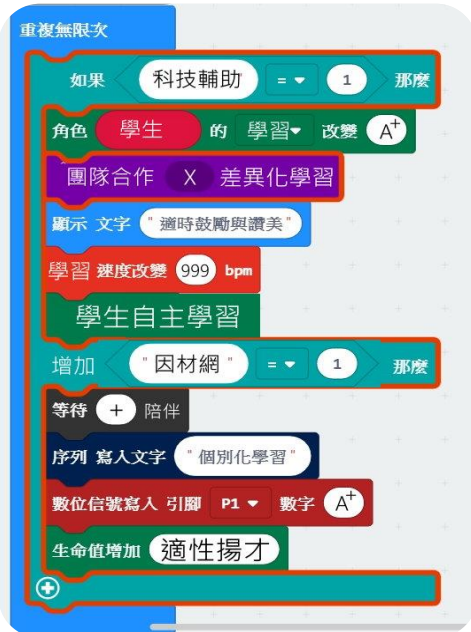 重複無限次
如果 科技輔助 = 1 那麼
角色 學生 的 學習 改變 A+
團隊合作 X 差異化學習
顯示 文字 "適時鼓勵與讚美"
學習 速度改變 999 bpm
學生自主學習
增加 "因材網" = 1 那麼
等待 + 陪伴
序列 寫入文字 "個別化學習"
數位信號寫入 引腳 P1 數字 A+
生命值增加 適性揚才